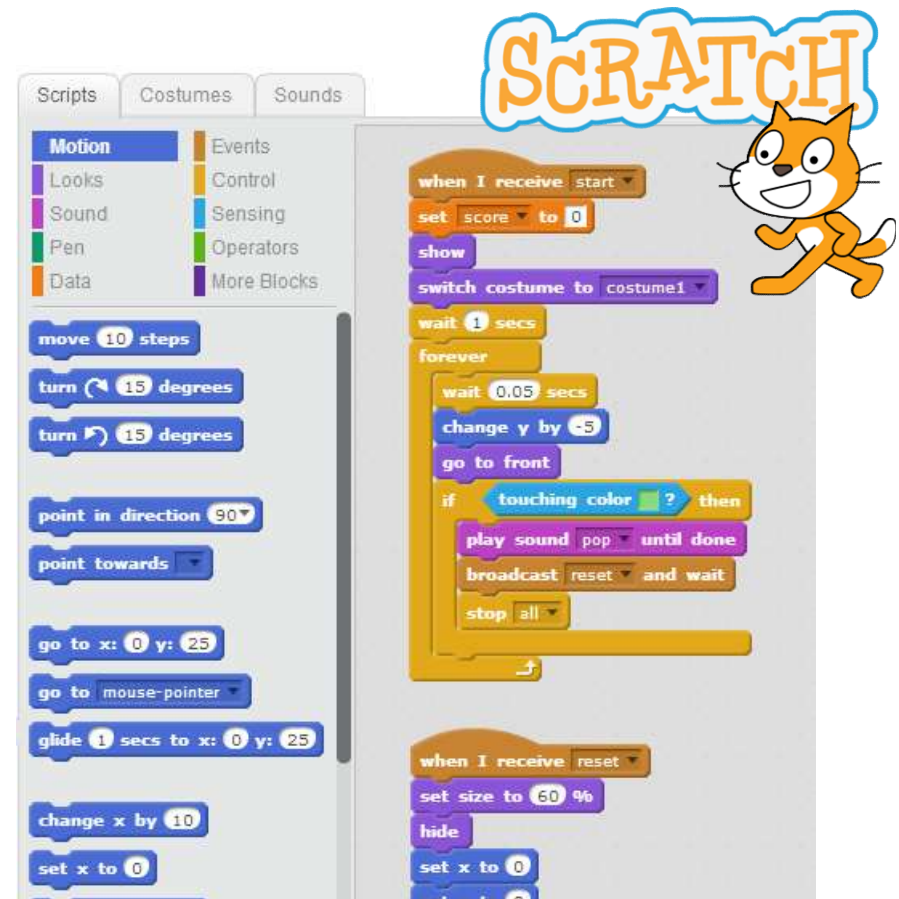 SCRATCH
Scripts Costumes Sounds
Motion Events
Looks Control
Sound Sensing
Pen Operators
Data More Blocks
move 10 steps
turn 15 degrees
turn 15 degrees
point in direction 90
point towards
go to x: 0 y: 25
go to mouse-pointer
glide 1 secs to x: 0 y: 25
change x by 10
set x to 0
when I receive start
set score to 0
show
switch costume to costume1
wait 1 secs
forever
wait 0.05 secs
change y by -5
go to front
if touching color ? then
play sound pop until done
broadcast reset and wait
stop all
when I receive reset
set size to 60 %
hide
set x to 0